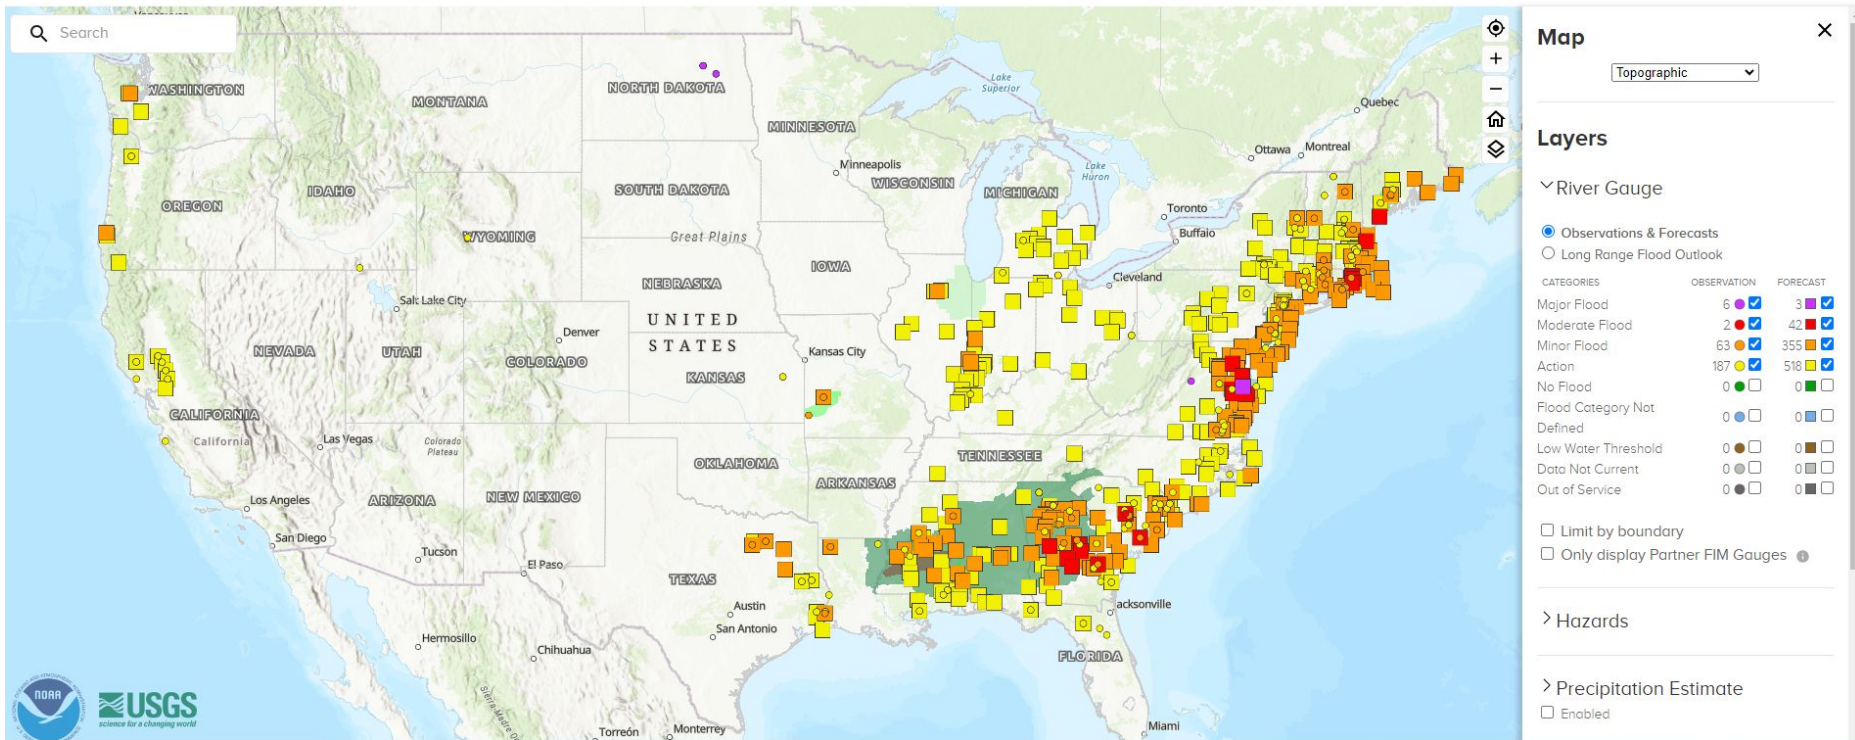 Search
Vancouver
WASHINGTON
MONTANA
NORTH DAKOTA
MINNESOTA
Lake
Superior
Quebec
Minneapolis
Ottawa
Montreal
Lake
Huron
OREGON
IDAHO
SOUTH DAKOTA
WISCONSIN
MICHIGAN
Toronto
Buffalo
WYOMING
Great Plains
IOWA
NEBRASKA
Cleveland
Salt Lake City
UNITED
STATES
Denver
NEVADA
UTAH
COLORADO
Kansas City
KANSAS
CALIFORNIA
California
Las Vegas
Colorado
Plateau
OKLAHOMA
TENNESSEE
ARKANSAS
Los Angeles
ARIZONA
NEW MEXICO
San Diego
Tucson
El Paso
TEXAS
Austin
San Antonio
acksonville
Hermosillo
Chihuahua
FLORIDA
Sierra Madre
Torreón
Monterrey
Miami
NOAA
USGS
science for a changing world
Map
Topographic
Layers
River Gauge
Observations & Forecasts
Long Range Flood Outlook
CATEGORIES OBSERVATION FORECAST
Major Flood 6 3
Moderate Flood 2 42
Minor Flood 63 355
Action 187 518
No Flood 0 0
Flood Category Not
Defined 0 0
Low Water Threshold 0 0
Data Not Current 0 0
Out of Service 0 0
Limit by boundary
Only display Partner FIM Gauges
Hazards
Precipitation Estimate
Enabled